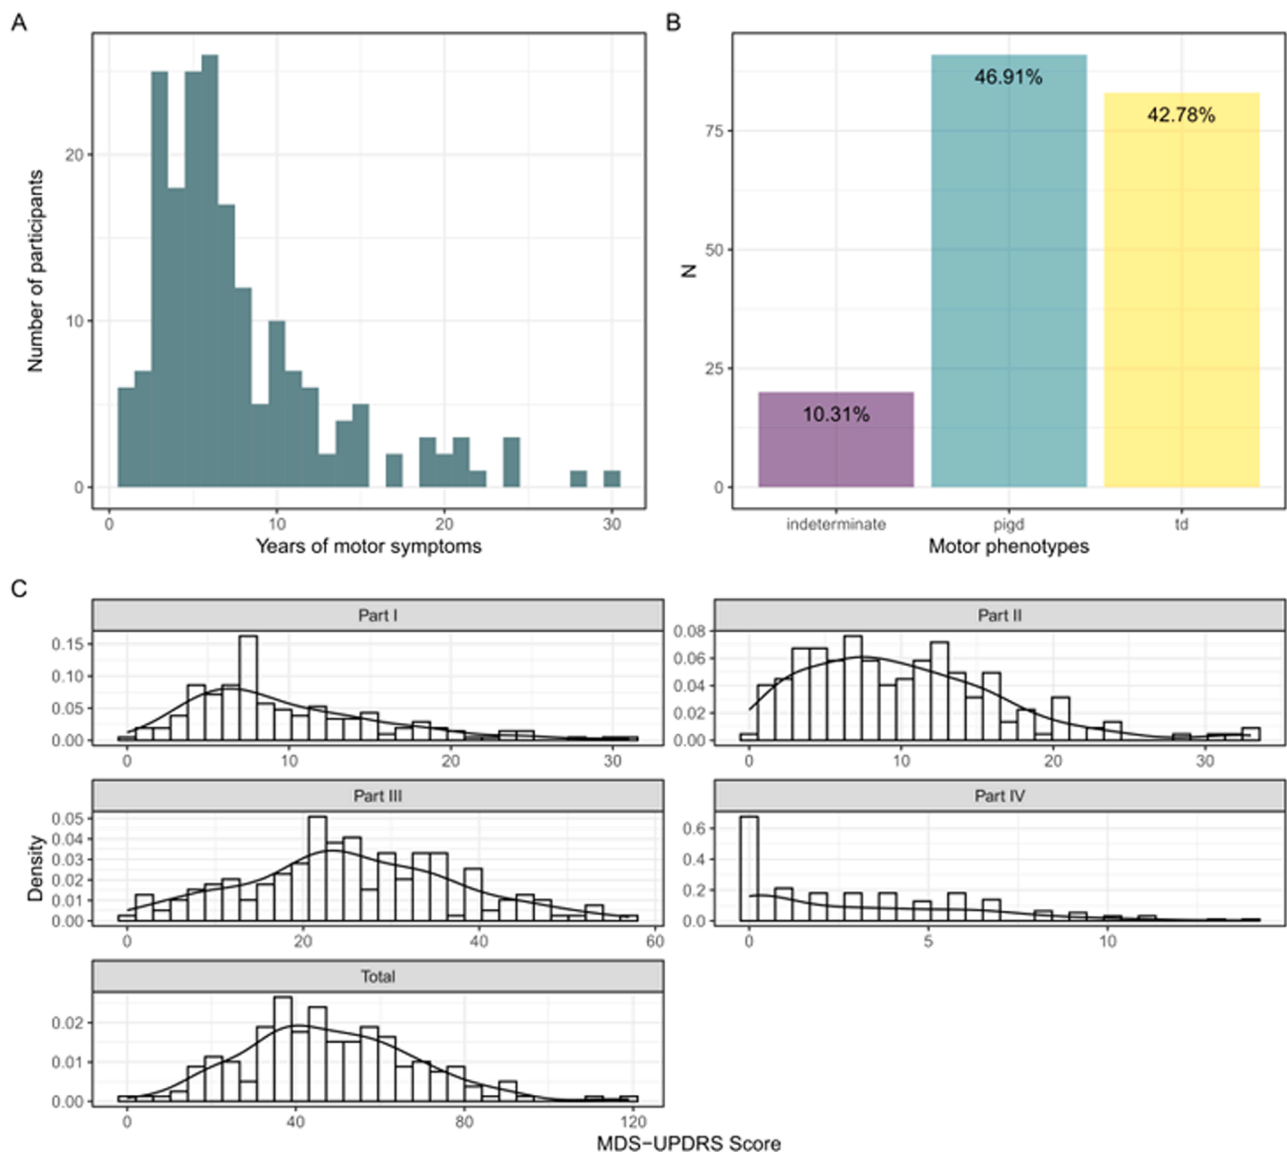 A
Number of participants
20
10
0
0 10 20 30
Years of motor symptoms
B
N
75
50
25
0
46.91%
42.78%
10.31%
indeterminate pigd td
Motor phenotypes
C
Density
Part I
0.15
0.10
0.05
0.00
0 10 20 30
Part II
0.08
0.06
0.04
0.02
0.00
0 10 20 30
Part III
0.05
0.04
0.03
0.02
0.01
0.00
0 20 40 60
Part IV
0.6
0.4
0.2
0.0
0 5 10
Total
0.02
0.01
0.00
0 40 80 120
MDS−UPDRS Score